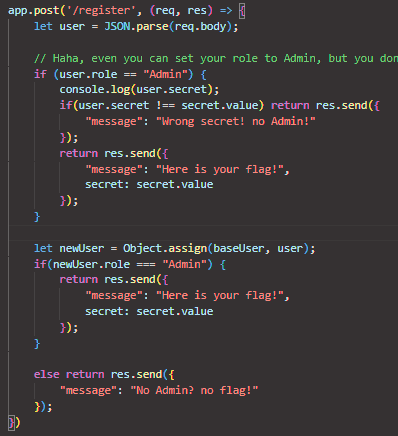 app.post('/register', (req, res) => {
    let user = JSON.parse(req.body);
    // Haha, even you can set your role to Admin, but you don
    if (user.role == "Admin") {
        console.log(user.secret);
        if(user.secret !== secret.value) return res.send({
            "message": "Wrong secret! no Admin!"
        });
        return res.send({
            "message": "Here is your flag!",
            secret: secret.value
        });
    }
    let newUser = Object.assign(baseUser, user);
    if(newUser.role === "Admin") {
        return res.send({
            "message": "Here is your flag!",
            secret: secret.value
        });
    }
    else return res.send({
        "message": "No Admin? no flag!"
    });
})